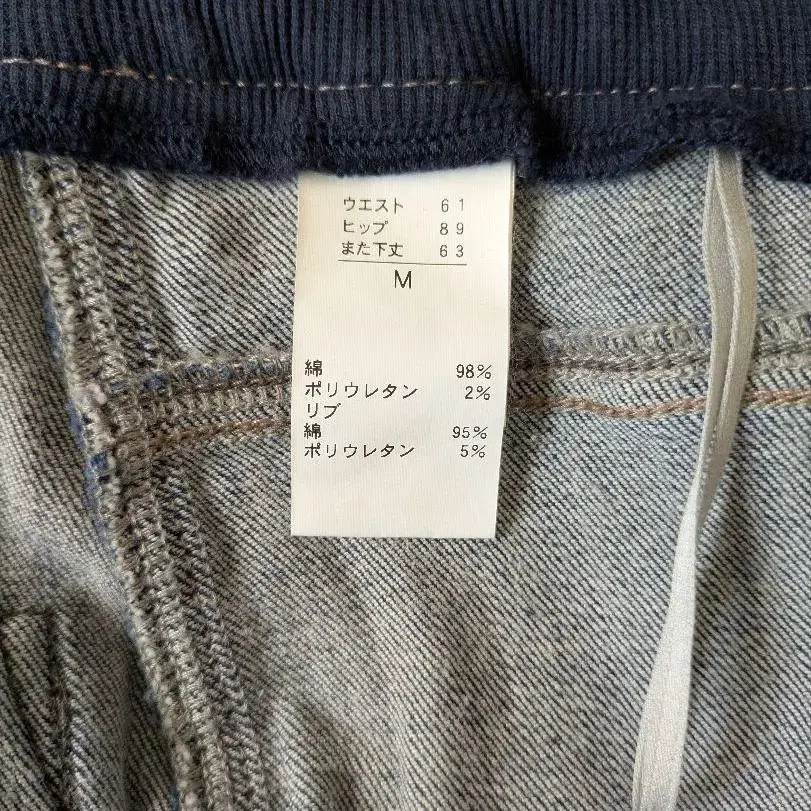 ウエスト 61
ヒップ 89
また下丈 63
M
綿 98%
ポリウレタン 2%
リブ
綿 95%
ポリウレタン 5%